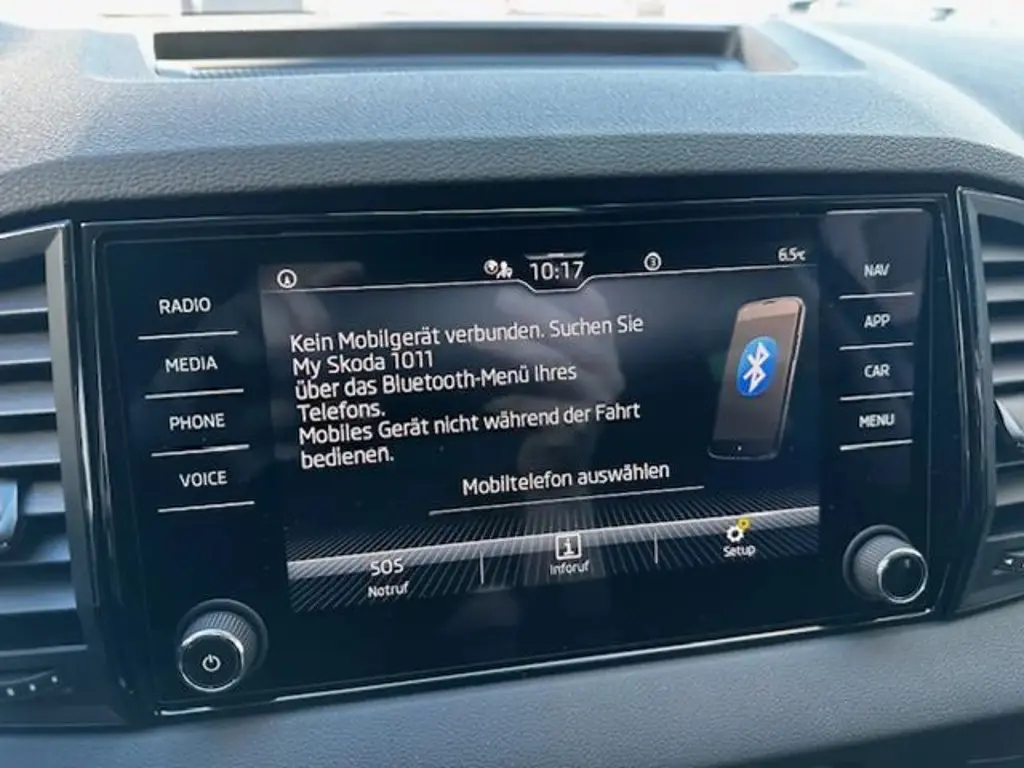 10:17
3
6.5°C
RADIO
MEDIA
PHONE
VOICE
Kein Mobilgerät verbunden. Suchen Sie
My Skoda 1011
über das Bluetooth-Menü Ihres
Telefons.
Mobiles Gerät nicht während der Fahrt
bedienen.
Mobiltelefon auswählen
SOS
Notruf
i
Inforuf
Setup
NAV
APP
CAR
MENU